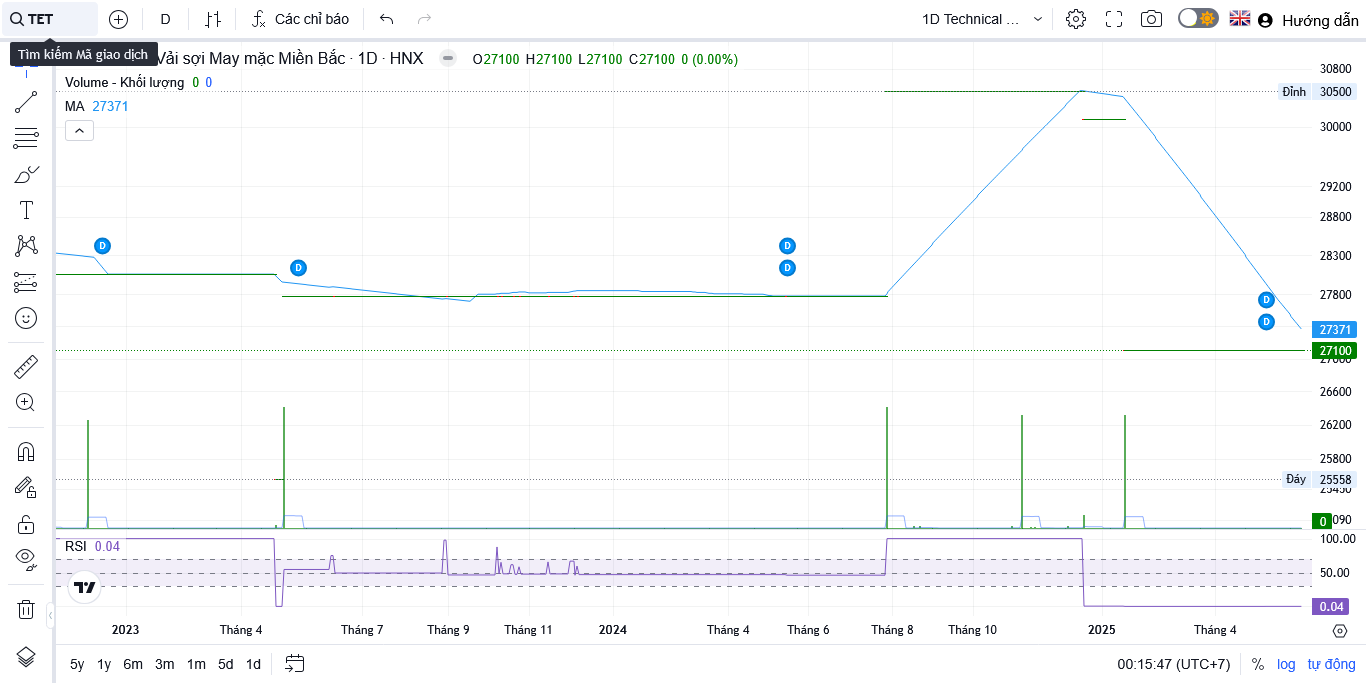 TET
D
Các chỉ báo
1D Technical ...
Hướng dẫn
Tìm kiếm Mã giao dịch
Vải sợi May mặc Miền Bắc · 1D · HNX
O27100 H27100 L27100 C27100 0 (0.00%)
Volume - Khối lượng 0 0
MA 27371
30800
Đỉnh 30500
30000
29200
28800
D
D
D
D
28300
27800
D
D
27371
27100
27000
26600
26200
25800
Đáy 25558
25450
0
090
RSI 0.04
100.00
50.00
0.04
2023 Tháng 4 Tháng 7 Tháng 9 Tháng 11 2024 Tháng 4 Tháng 6 Tháng 8 Tháng 10 2025 Tháng 4
5y 1y 6m 3m 1m 5d 1d
00:15:47 (UTC+7) % log tự động